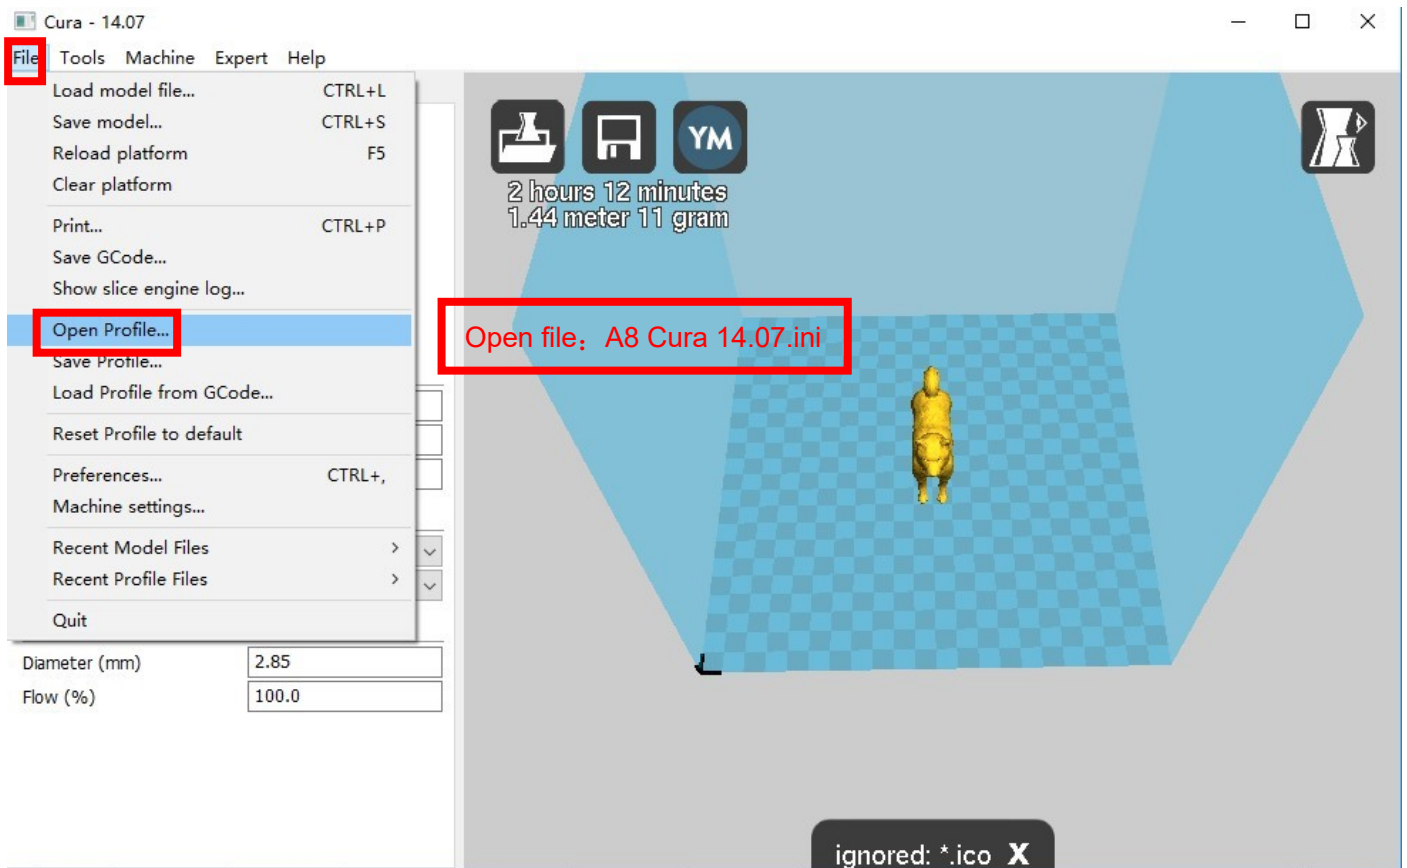 Cura - 14.07
File Tools Machine Expert Help
Load model file... CTRL+L
Save model... CTRL+S
Reload platform F5
Clear platform
Print... CTRL+P
Save GCode...
Show slice engine log...
Open Profile...
Save Profile...
Load Profile from GCode...
Reset Profile to default
Preferences... CTRL+,
Machine settings...
Recent Model Files >
Recent Profile Files >
Quit
Diameter (mm) 2.85
Flow (%) 100.0
YM
2 hours 12 minutes
1.44 meter 11 gram
Open file：A8 Cura 14.07.ini
ignored: *.ico X